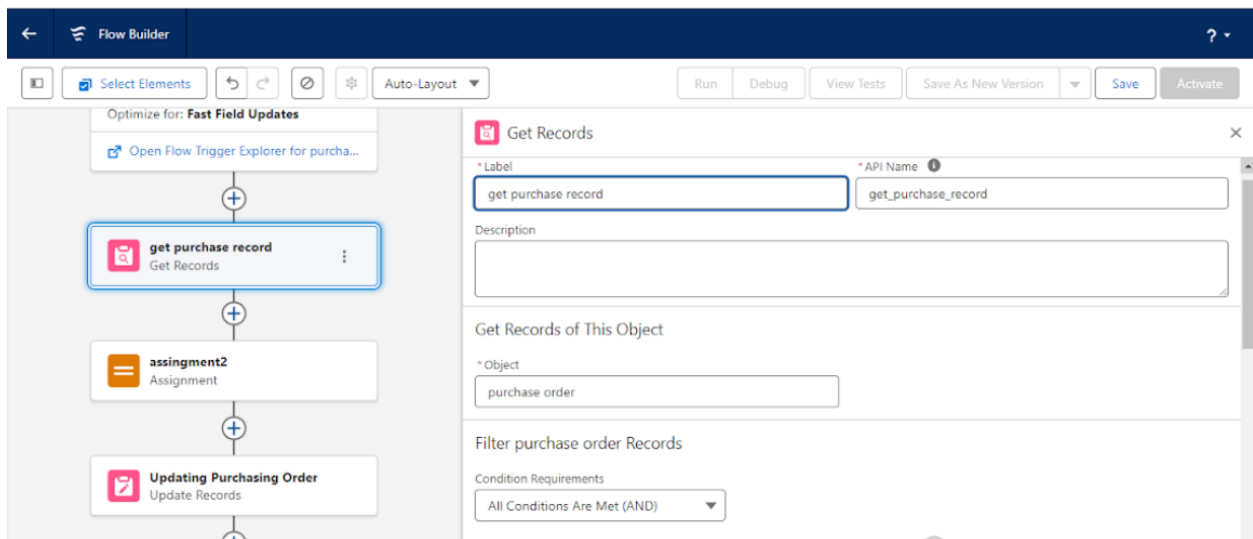 Flow Builder
?
Select Elements
Auto-Layout
Run
Debug
View Tests
Save As New Version
Save
Activate
Optimize for: Fast Field Updates
Open Flow Trigger Explorer for purcha...
get purchase record
Get Records
assingment2
Assignment
Updating Purchasing Order
Update Records
Get Records
* Label
get purchase record
* API Name
get_purchase_record
Description
Get Records of This Object
* Object
purchase order
Filter purchase order Records
Condition Requirements
All Conditions Are Met (AND)